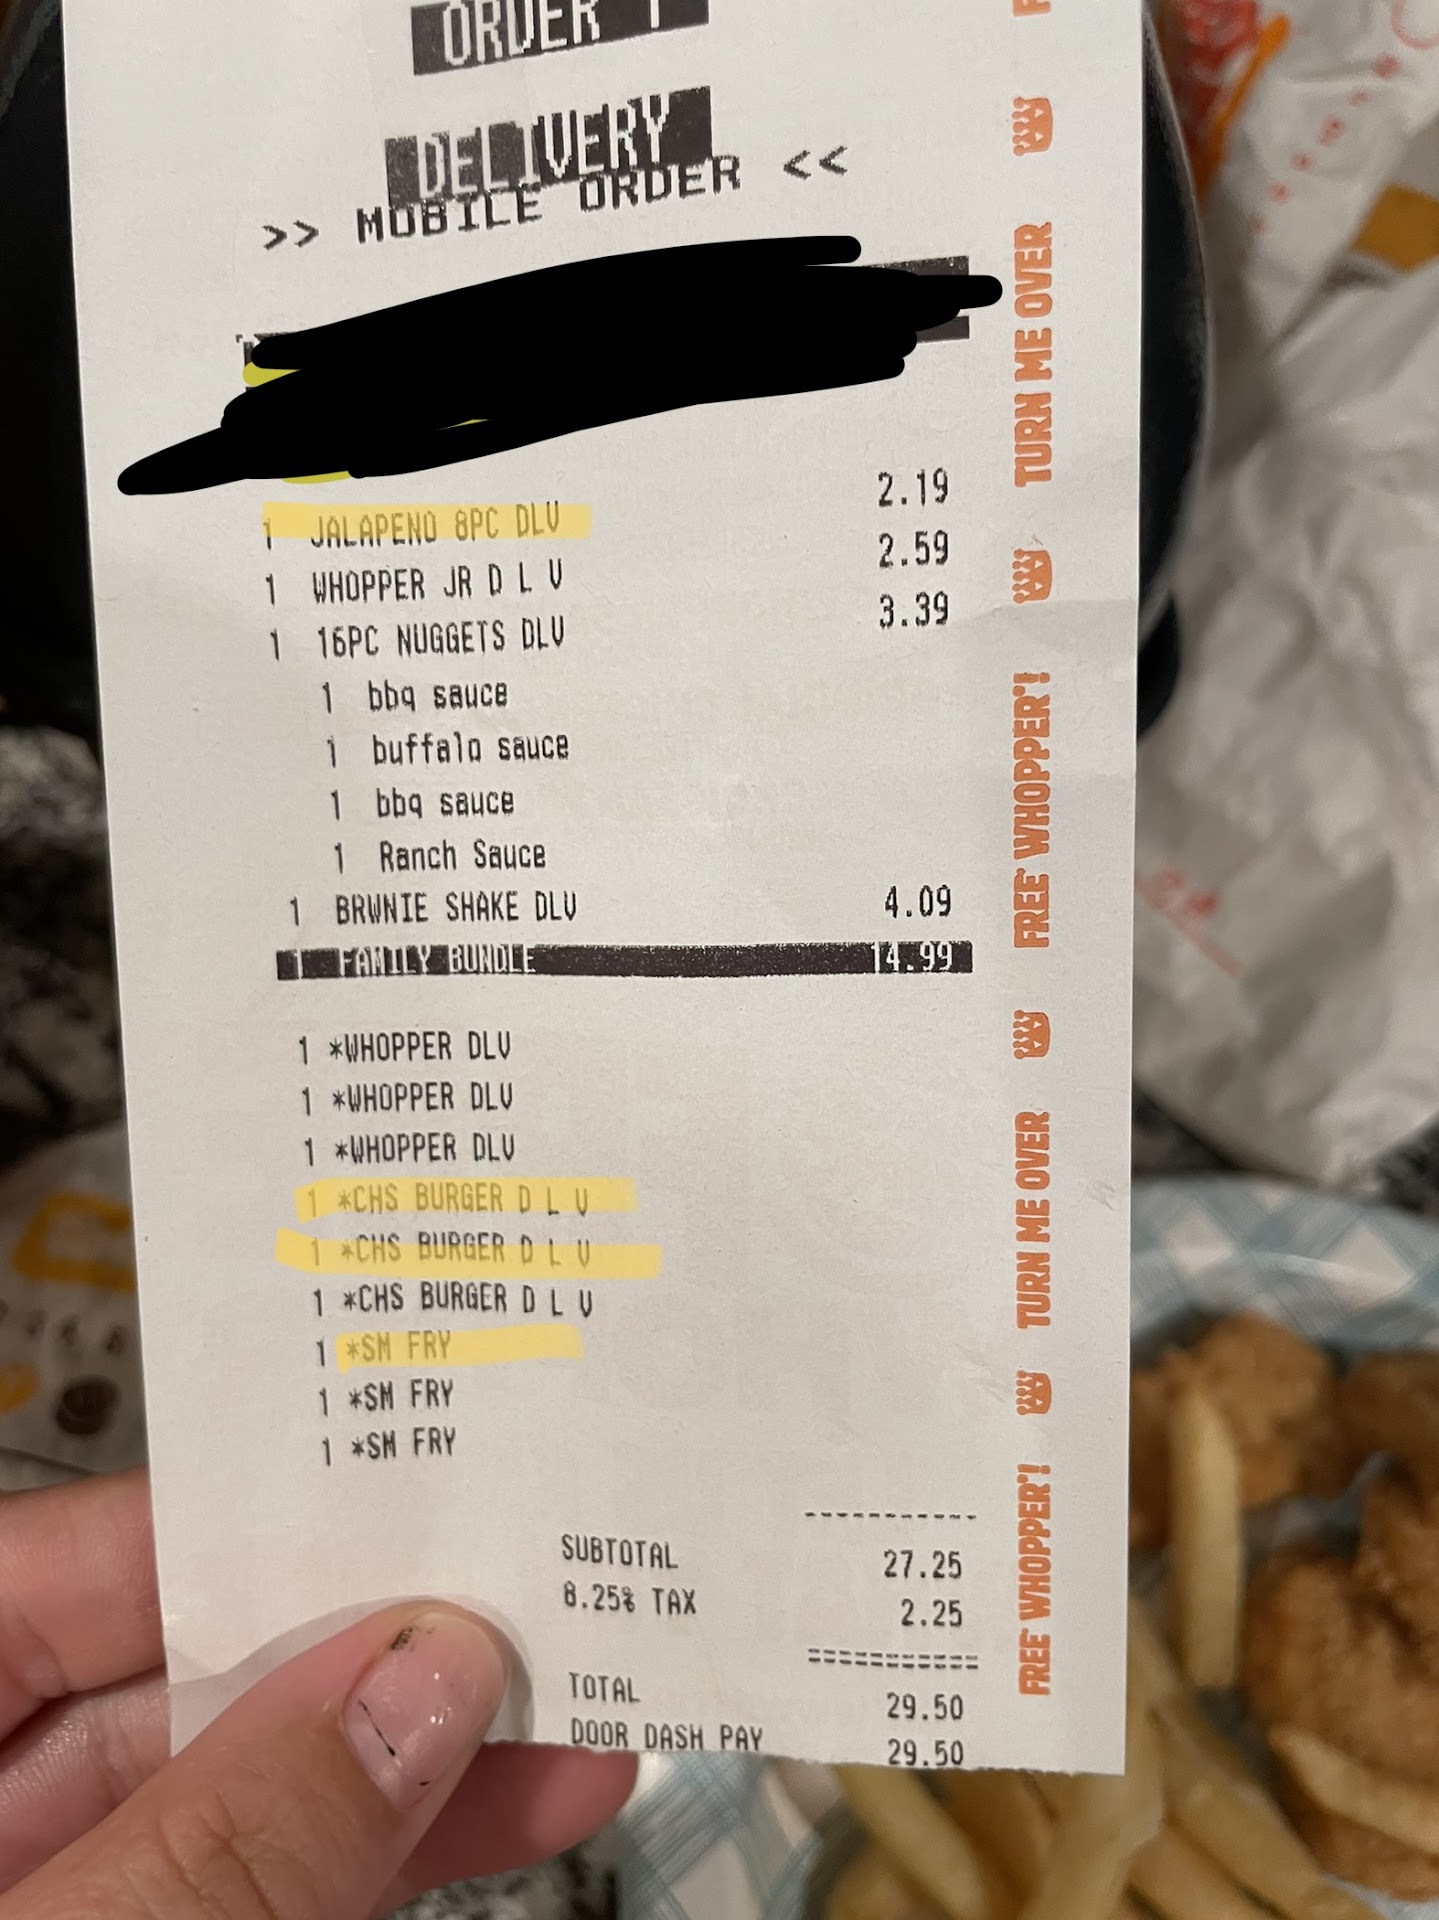 ORDER 1
DELIVERY
>> MOBILE ORDER <<
1 JALAPENO 8PC DLV 2.19
1 WHOPPER JR D L V 2.59
1 16PC NUGGETS DLV 3.39
1 bbq sauce
1 buffalo sauce
1 bbq sauce
1 Ranch Sauce
1 BRWNIE SHAKE DLV 4.09
1 FAMILY BUNDLE 14.99
1 *WHOPPER DLV
1 *WHOPPER DLV
1 *WHOPPER DLV
1 *CHS BURGER D L V
1 *CHS BURGER D L V
1 *CHS BURGER D L V
1 *SM FRY
1 *SM FRY
1 *SM FRY
SUBTOTAL 27.25
8.25% TAX 2.25
TOTAL 29.50
DOOR DASH PAY 29.50
FREE WHOPPER! TURN ME OVER FREE WHOPPER! TURN ME OVER